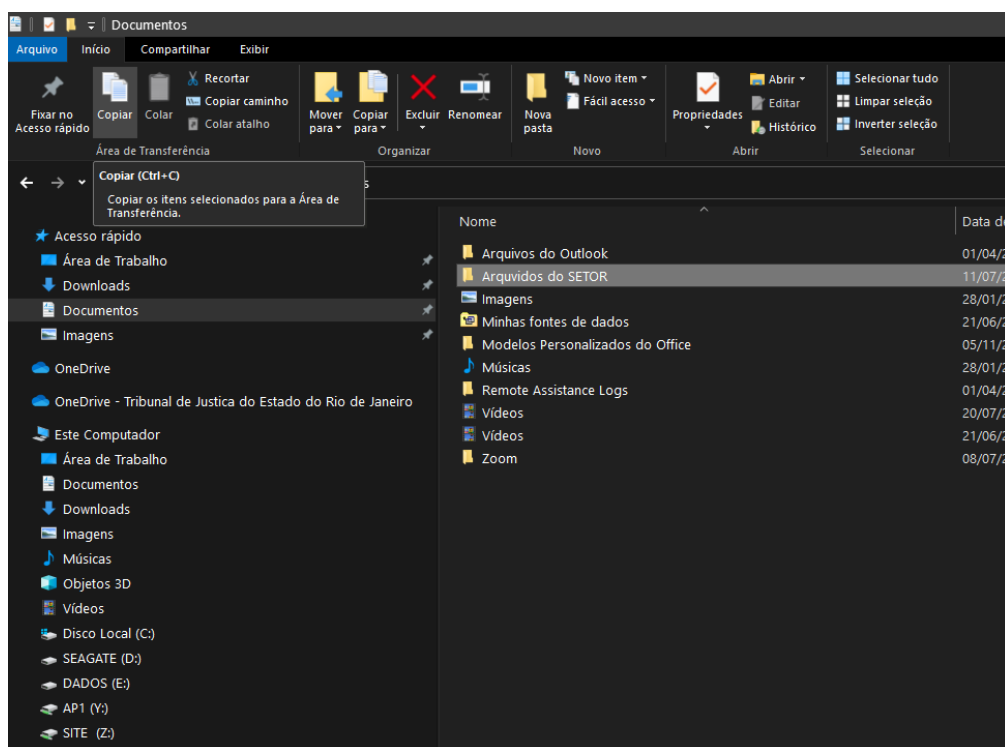 Documentos
Arquivo Início Compartilhar Exibir
Fixar no
Acesso rápido
Copiar
Colar
Recortar
Copiar caminho
Colar atalho
Área de Transferência
Mover
para
Copiar
para
Excluir
Renomear
Organizar
Nova
pasta
Novo item
Fácil acesso
Novo
Propriedades
Abrir
Editar
Histórico
Abrir
Selecionar tudo
Limpar seleção
Inverter seleção
Selecionar
Copiar (Ctrl+C)
Copiar os itens selecionados para a Área de
Transferência.
Acesso rápido
Área de Trabalho
Downloads
Documentos
Imagens
OneDrive
OneDrive - Tribunal de Justica do Estado do Rio de Janeiro
Este Computador
Área de Trabalho
Documentos
Downloads
Imagens
Músicas
Objetos 3D
Vídeos
Disco Local (C:)
SEAGATE (D:)
DADOS (E:)
AP1 (Y:)
SITE (Z:)
Nome Data d
Arquivos do Outlook 01/04/2
Arquvidos do SETOR 11/07/2
Imagens 28/01/2
Minhas fontes de dados 21/06/2
Modelos Personalizados do Office 05/11/2
Músicas 28/01/2
Remote Assistance Logs 01/04/2
Vídeos 20/07/2
Vídeos 21/06/2
Zoom 08/07/2